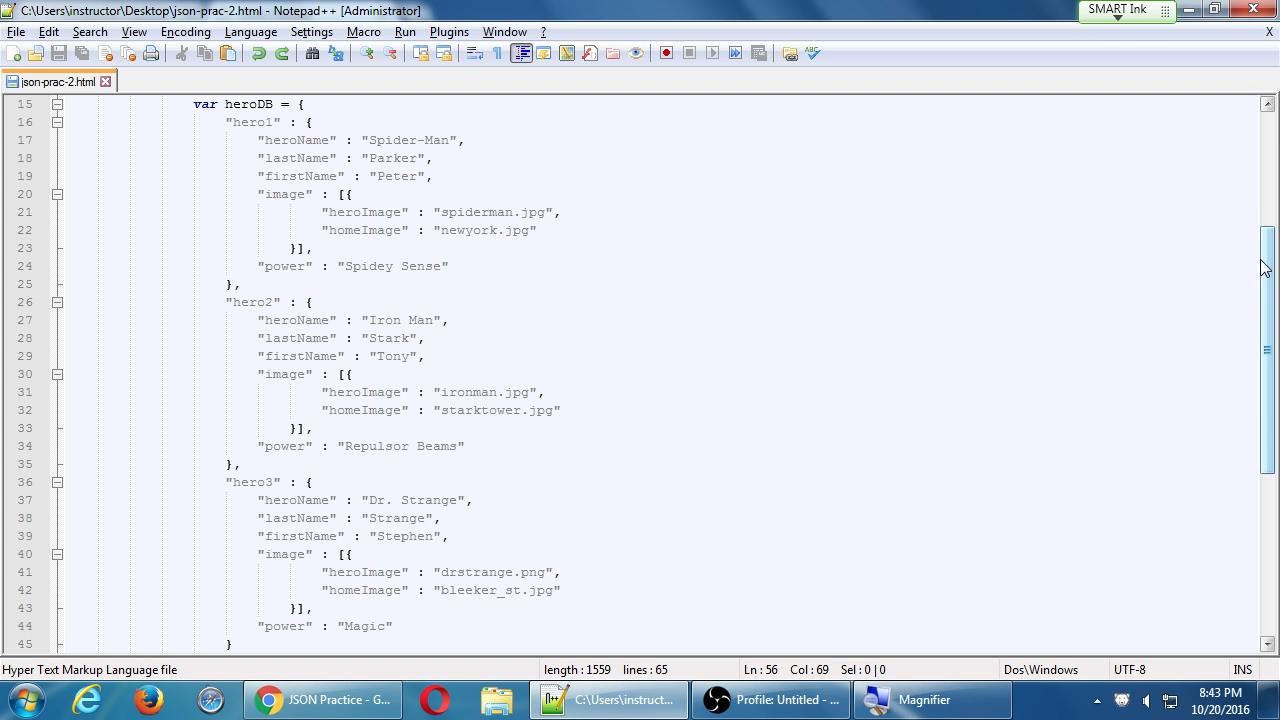 C:\Users\instructor\Desktop\json-prac-2.html - Notepad++ [Administrator]
SMART Ink
File Edit Search View Encoding Language Settings Macro Run Plugins Window ? X
json-prac-2.html
15 var heroDB = {
16 "hero1" : {
17 "heroName" : "Spider-Man",
18 "lastName" : "Parker",
19 "firstName" : "Peter",
20 "image" : [{
21 "heroImage" : "spiderman.jpg",
22 "homeImage" : "newyork.jpg"
23 }],
24 "power" : "Spidey Sense"
25 },
26 "hero2" : {
27 "heroName" : "Iron Man",
28 "lastName" : "Stark",
29 "firstName" : "Tony",
30 "image" : [{
31 "heroImage" : "ironman.jpg",
32 "homeImage" : "starktower.jpg"
33 }],
34 "power" : "Repulsor Beams"
35 },
36 "hero3" : {
37 "heroName" : "Dr. Strange",
38 "lastName" : "Strange",
39 "firstName" : "Stephen",
40 "image" : [{
41 "heroImage" : "drstrange.png",
42 "homeImage" : "bleeker_st.jpg"
43 }],
44 "power" : "Magic"
45 }
Hyper Text Markup Language file length : 1559 lines : 65 Ln : 56 Col : 69 Sel : 0 | 0 Dos\Windows UTF-8 INS
JSON Practice - G... C:\Users\instruct... Profile: Untitled - ... Magnifier 8:43 PM
10/20/2016